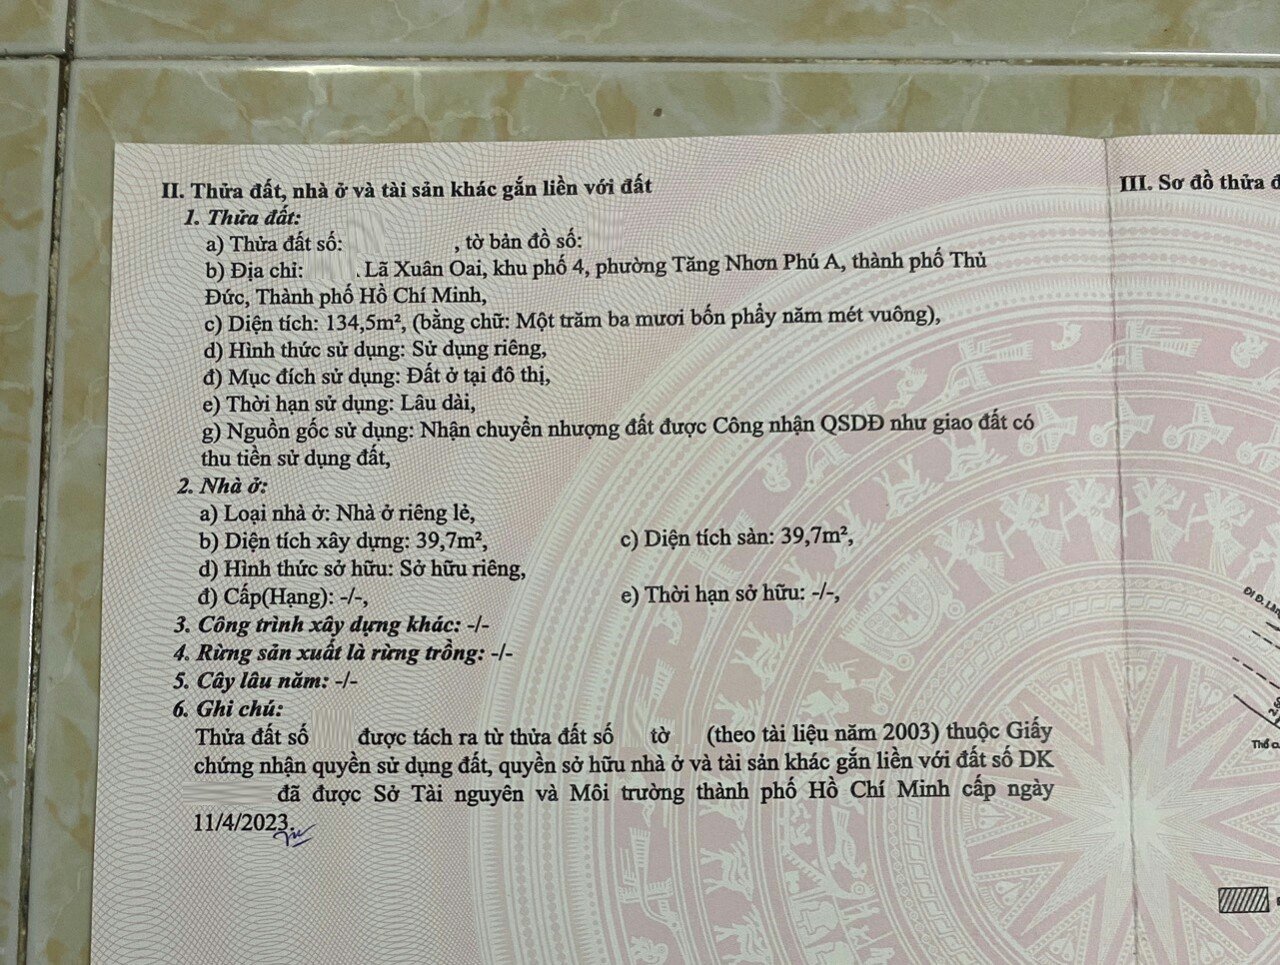 II. Thửa đất, nhà ở và tài sản khác gắn liền với đất
1. Thửa đất:
a) Thửa đất số: , tờ bản đồ số:
b) Địa chỉ: . Lã Xuân Oai, khu phố 4, phường Tăng Nhơn Phú A, thành phố Thủ
Đức, Thành phố Hồ Chí Minh,
c) Diện tích: 134,5m², (bằng chữ: Một trăm ba mươi bốn phẩy năm mét vuông),
d) Hình thức sử dụng: Sử dụng riêng,
đ) Mục đích sử dụng: Đất ở tại đô thị,
e) Thời hạn sử dụng: Lâu dài,
g) Nguồn gốc sử dụng: Nhận chuyển nhượng đất được Công nhận QSDĐ như giao đất có
thu tiền sử dụng đất,
2. Nhà ở:
a) Loại nhà ở: Nhà ở riêng lẻ,
b) Diện tích xây dựng: 39,7m², c) Diện tích sàn: 39,7m²,
d) Hình thức sở hữu: Sở hữu riêng,
đ) Cấp(Hạng): -/-, e) Thời hạn sở hữu: -/-,
3. Công trình xây dựng khác: -/-
4. Rừng sản xuất là rừng trồng: -/-
5. Cây lâu năm: -/-
6. Ghi chú:
Thửa đất số được tách ra từ thửa đất số tờ (theo tài liệu năm 2003) thuộc Giấy
chứng nhận quyền sử dụng đất, quyền sở hữu nhà ở và tài sản khác gắn liền với đất số DK
đã được Sở Tài nguyên và Môi trường thành phố Hồ Chí Minh cấp ngày
11/4/2023.
III. Sơ đồ thửa
Đi Đ.
Thổ